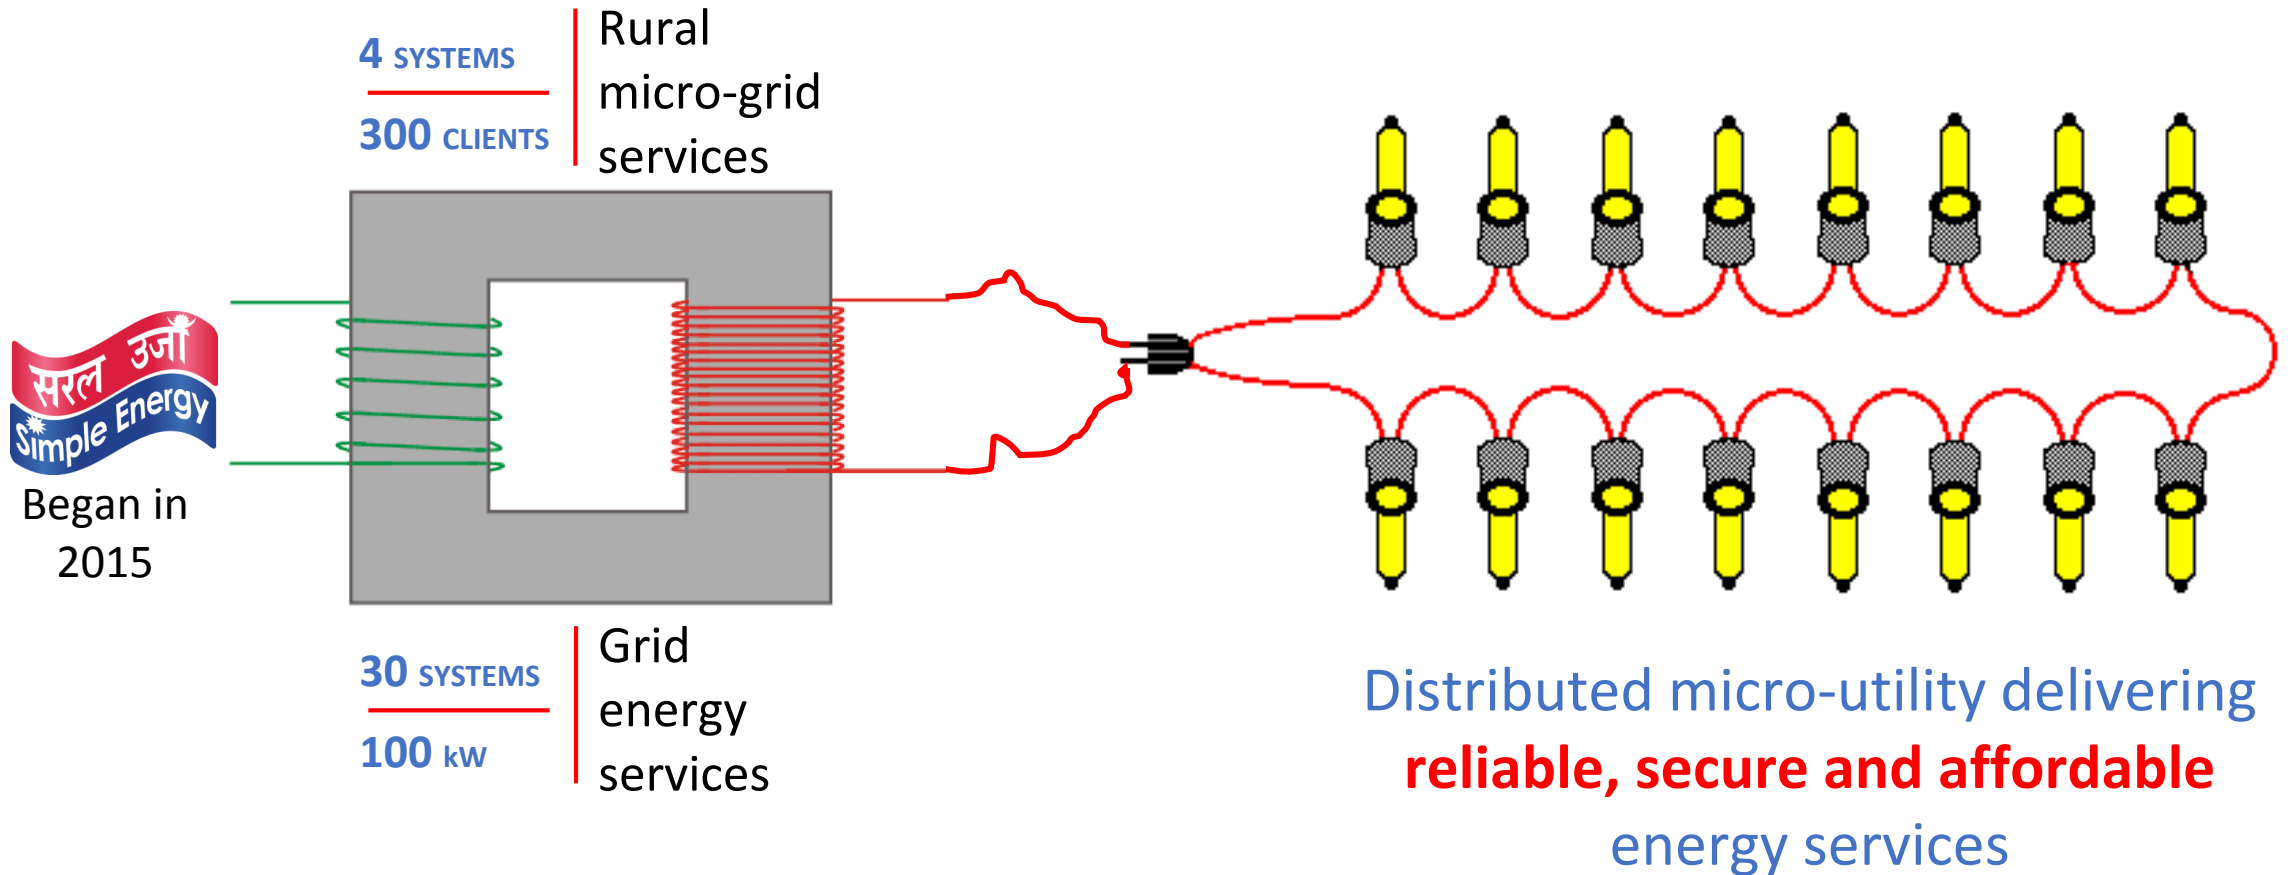 4 SYSTEMS
300 CLIENTS
Rural
micro-grid
services
सरल उर्जा
Simple Energy
Began in
2015
30 SYSTEMS
100 kW
Grid
energy
services
Distributed micro-utility delivering
reliable, secure and affordable
energy services